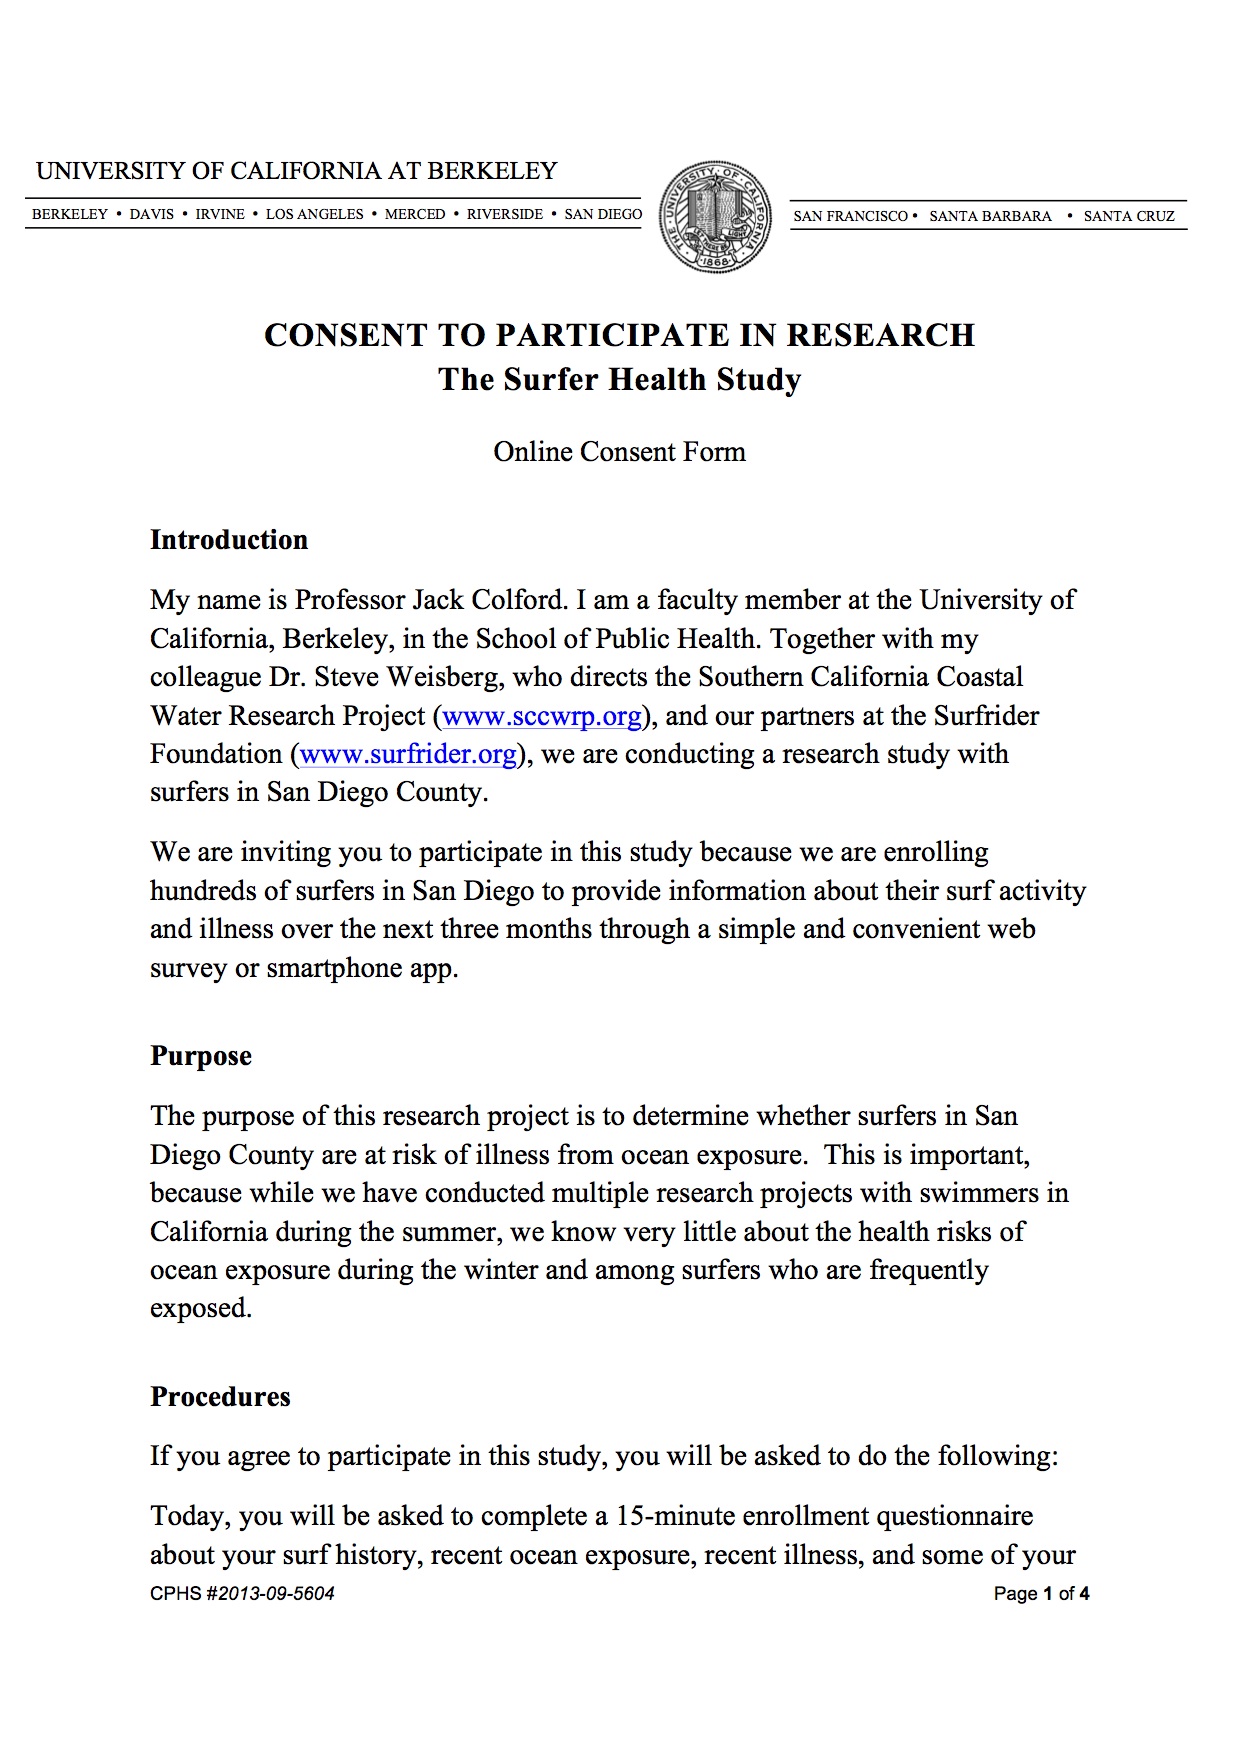 UNIVERSITY OF CALIFORNIA AT BERKELEY
BERKELEY • DAVIS • IRVINE • LOS ANGELES • MERCED • RIVERSIDE • SAN DIEGO
SAN FRANCISCO • SANTA BARBARA • SANTA CRUZ
THE UNIVERSITY OF CALIFORNIA
LET THERE BE LIGHT
1868
CONSENT TO PARTICIPATE IN RESEARCH
The Surfer Health Study
Online Consent Form
Introduction
My name is Professor Jack Colford. I am a faculty member at the University of
California, Berkeley, in the School of Public Health. Together with my
colleague Dr. Steve Weisberg, who directs the Southern California Coastal
Water Research Project (www.sccwrp.org), and our partners at the Surfrider
Foundation (www.surfrider.org), we are conducting a research study with
surfers in San Diego County.
We are inviting you to participate in this study because we are enrolling
hundreds of surfers in San Diego to provide information about their surf activity
and illness over the next three months through a simple and convenient web
survey or smartphone app.
Purpose
The purpose of this research project is to determine whether surfers in San
Diego County are at risk of illness from ocean exposure.  This is important,
because while we have conducted multiple research projects with swimmers in
California during the summer, we know very little about the health risks of
ocean exposure during the winter and among surfers who are frequently
exposed.
Procedures
If you agree to participate in this study, you will be asked to do the following:
Today, you will be asked to complete a 15-minute enrollment questionnaire
about your surf history, recent ocean exposure, recent illness, and some of your
CPHS #2013-09-5604
Page 1 of 4